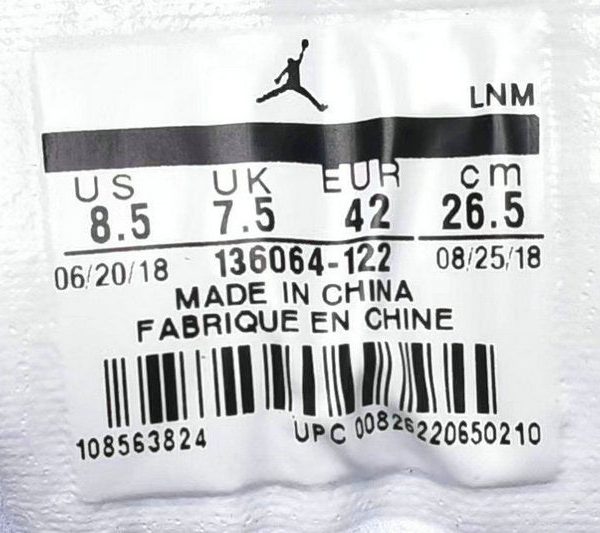 LNM
US UK EUR cm
8.5 7.5 42 26.5
06/20/18 136064-122 08/25/18
MADE IN CHINA
FABRIQUE EN CHINE
108563824 UPC 00826220650210